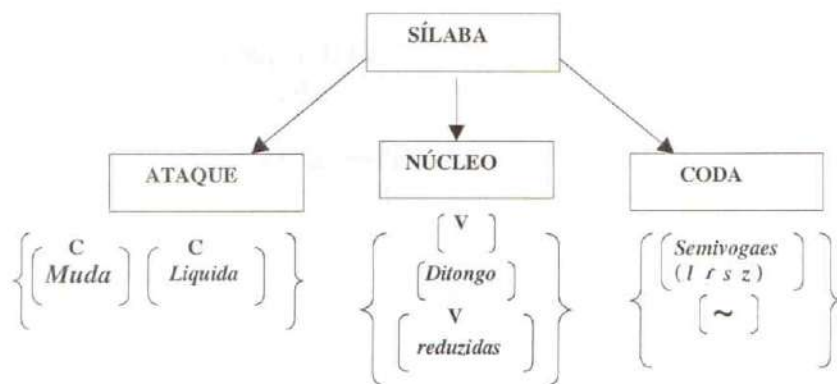 SÍLABA
ATAQUE
NÚCLEO
CODA
C C
Muda Liquida
V
Ditongo
V
reduzidas
Semivogaes
( l r s z )
~